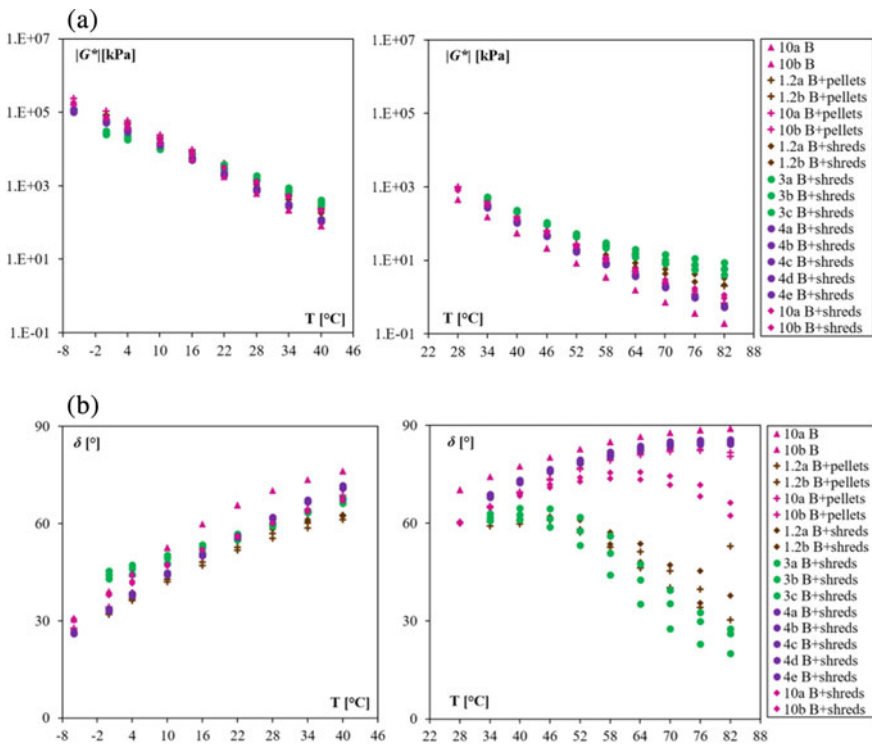 (a)
1.E+07
|G*|[kPa]
1.E+05
1.E+03
1.E+01
T [°C]
1.E-01
-8 -2 4 10 16 22 28 34 40 46
1.E+07
|G*| [kPa]
1.E+05
1.E+03
1.E+01
T [°C]
1.E-01
22 28 34 40 46 52 58 64 70 76 82 88
10a B
10b B
1.2a B+pellets
1.2b B+pellets
10a B+pellets
10b B+pellets
1.2a B+shreds
1.2b B+shreds
3a B+shreds
3b B+shreds
3c B+shreds
4a B+shreds
4b B+shreds
4c B+shreds
4d B+shreds
4e B+shreds
10a B+shreds
10b B+shreds
(b)
90
δ [°]
60
30
T [°C]
0
-8 -2 4 10 16 22 28 34 40 46
90
δ [°]
60
30
T [°C]
0
22 28 34 40 46 52 58 64 70 76 82 88
10a B
10b B
1.2a B+pellets
1.2b B+pellets
10a B+pellets
10b B+pellets
1.2a B+shreds
1.2b B+shreds
3a B+shreds
3b B+shreds
3c B+shreds
4a B+shreds
4b B+shreds
4c B+shreds
4d B+shreds
4e B+shreds
10a B+shreds
10b B+shreds